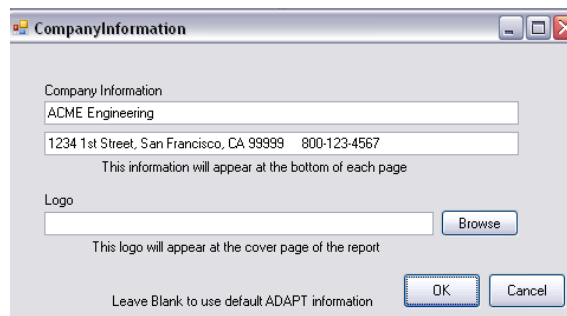 CompanyInformation
Company Information
ACME Engineering
1234 1st Street, San Francisco, CA 99999 800-123-4567
This information will appear at the bottom of each page
Logo
Browse
This logo will appear at the cover page of the report
Leave Blank to use default ADAPT information
OK
Cancel